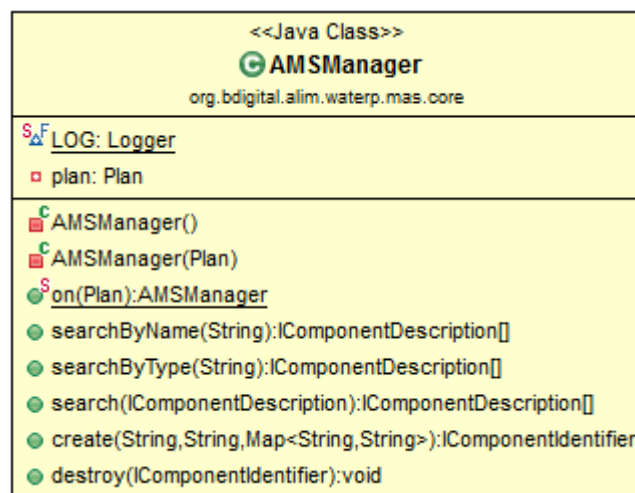 <<Java Class>>
C AMSManager
org.bdigital.alim.waterp.mas.core
S F LOG: Logger
plan: Plan
C AMSManager()
C AMSManager(Plan)
S on(Plan):AMSManager
searchByName(String):IComponentDescription[]
searchByType(String):IComponentDescription[]
search(IComponentDescription):IComponentDescription[]
create(String,String,Map<String,String>):IComponentIdentifier
destroy(IComponentIdentifier):void